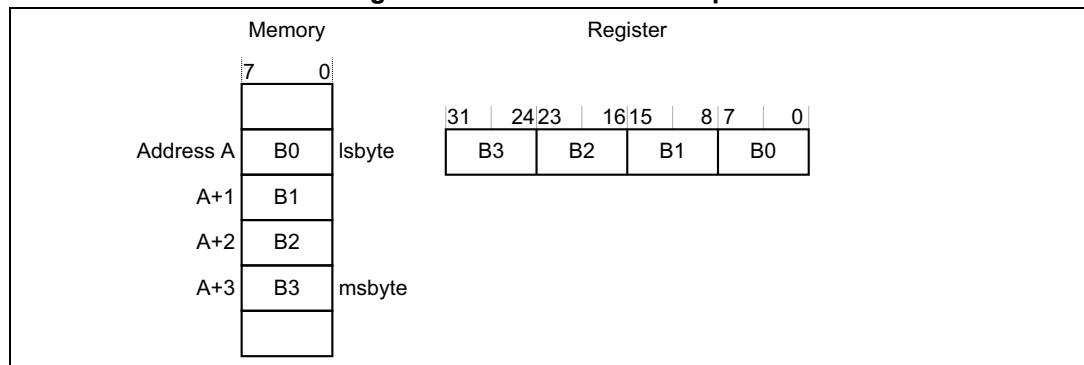 Memory Register
7 0
31 24 23 16 15 8 7 0
Address A B0 lsbyte B3 B2 B1 B0
A+1 B1
A+2 B2
A+3 B3 msbyte